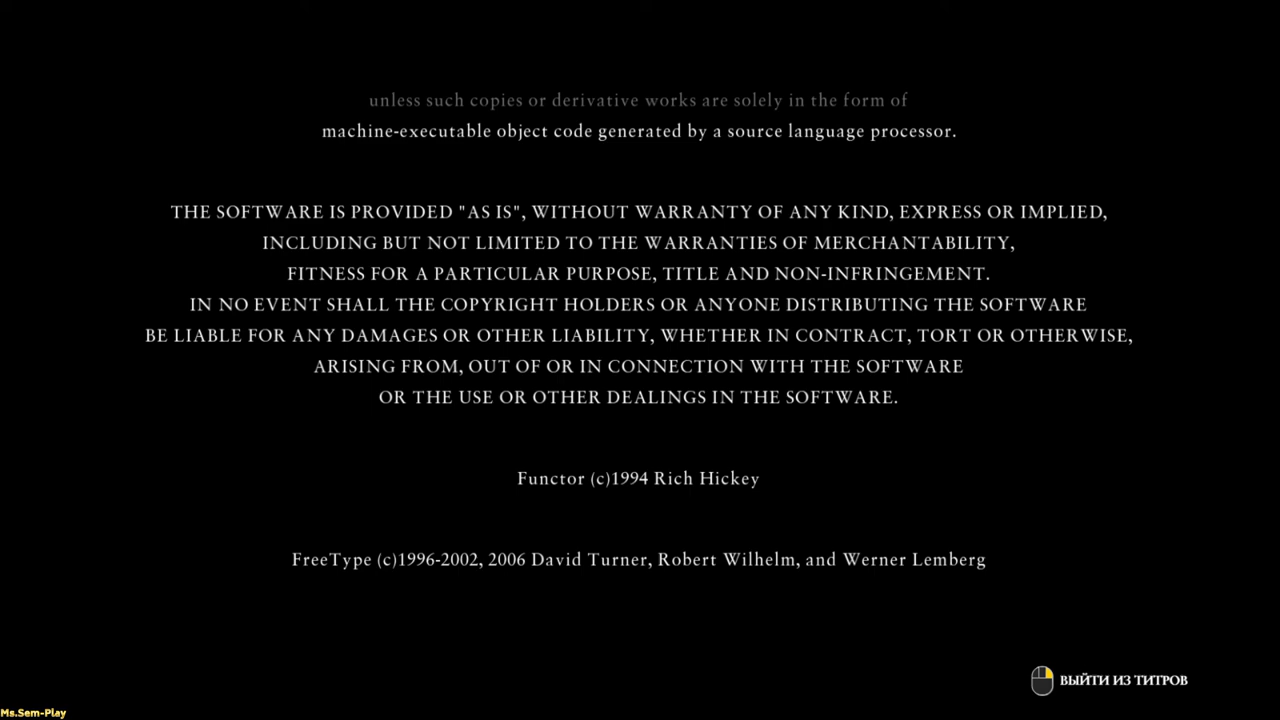 unless such copies or derivative works are solely in the form of
machine-executable object code generated by a source language processor.
THE SOFTWARE IS PROVIDED "AS IS", WITHOUT WARRANTY OF ANY KIND, EXPRESS OR IMPLIED,
INCLUDING BUT NOT LIMITED TO THE WARRANTIES OF MERCHANTABILITY,
FITNESS FOR A PARTICULAR PURPOSE, TITLE AND NON-INFRINGEMENT.
IN NO EVENT SHALL THE COPYRIGHT HOLDERS OR ANYONE DISTRIBUTING THE SOFTWARE
BE LIABLE FOR ANY DAMAGES OR OTHER LIABILITY, WHETHER IN CONTRACT, TORT OR OTHERWISE,
ARISING FROM, OUT OF OR IN CONNECTION WITH THE SOFTWARE
OR THE USE OR OTHER DEALINGS IN THE SOFTWARE.
Functor (c)1994 Rich Hickey
FreeType (c)1996-2002, 2006 David Turner, Robert Wilhelm, and Werner Lemberg
ВЫЙТИ ИЗ ТИТРОВ
Ms.Sem-Play